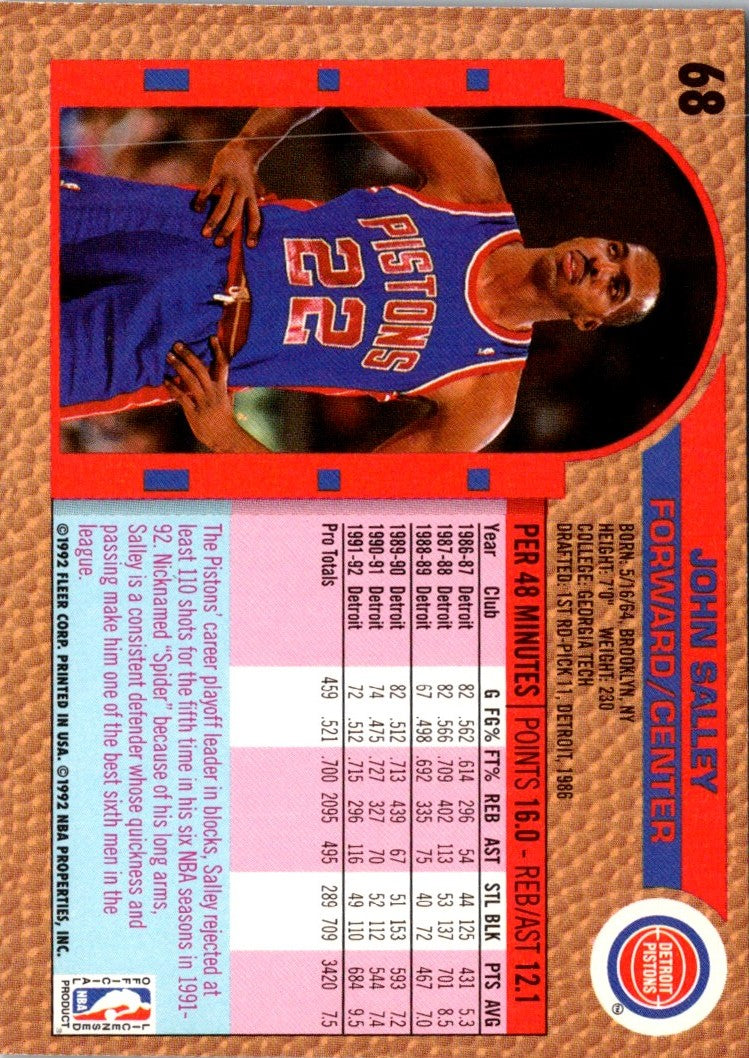 68
PISTONS
22
JOHN SALLEY
FORWARD/CENTER
DETROIT
PISTONS
TM
BORN: 5/16/64, BROOKLYN, NY
HEIGHT: 7'0" WEIGHT: 230
COLLEGE: GEORGIA TECH
DRAFTED: 1ST RD-PICK 11, DETROIT, 1986
PER 48 MINUTES | POINTS 16.0 - REB/AST 12.1
Year Club G FG% FT% REB AST STL BLK PTS AVG
1986-87 Detroit 82 .562 .614 296 54 44 125 431 5.3
1987-88 Detroit 82 .566 .709 402 113 53 137 701 8.5
1988-89 Detroit 67 .498 .692 335 75 40 72 467 7.0
1989-90 Detroit 82 .512 .713 439 67 51 153 593 7.2
1990-91 Detroit 74 .475 .727 327 70 52 112 544 7.4
1991-92 Detroit 72 .512 .715 296 116 49 110 684 9.5
Pro Totals 459 .521 .700 2095 495 289 709 3420 7.5
The Pistons' career playoff leader in blocks, Salley rejected at
least 110 shots for the fifth time in his six NBA seasons in 1991-
92. Nicknamed "Spider" because of his long arms,
Salley is a consistent defender whose quickness and
passing make him one of the best sixth men in the
league.
©1992 FLEER CORP. PRINTED IN USA. ©1992 NBA PROPERTIES, INC.
OFFICIAL
LICENSED
NBA
PRODUCT®